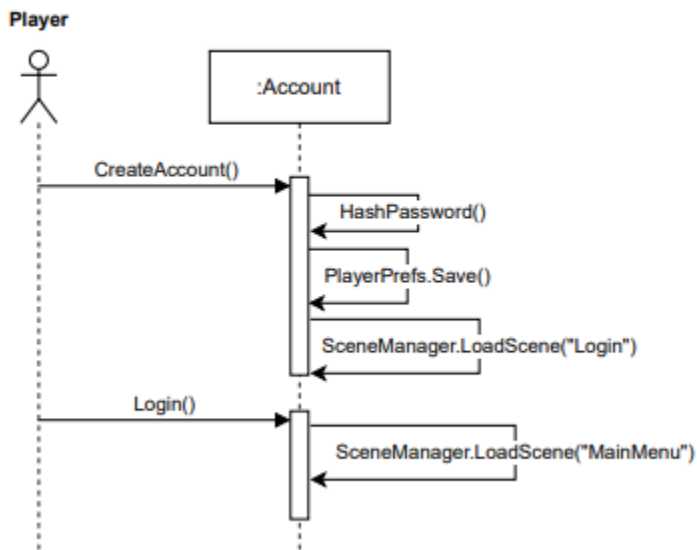 Player
:Account
CreateAccount()
HashPassword()
PlayerPrefs.Save()
SceneManager.LoadScene("Login")
Login()
SceneManager.LoadScene("MainMenu")